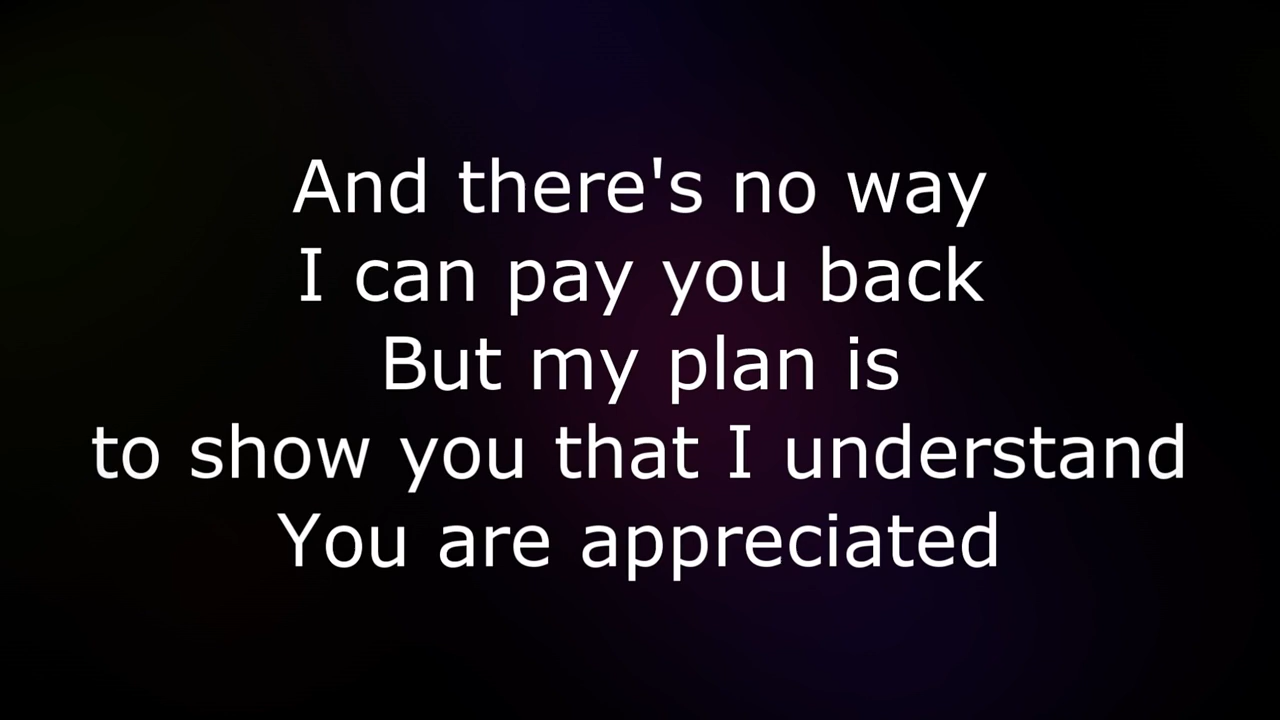 And there's no way
I can pay you back
But my plan is
to show you that I understand
You are appreciated